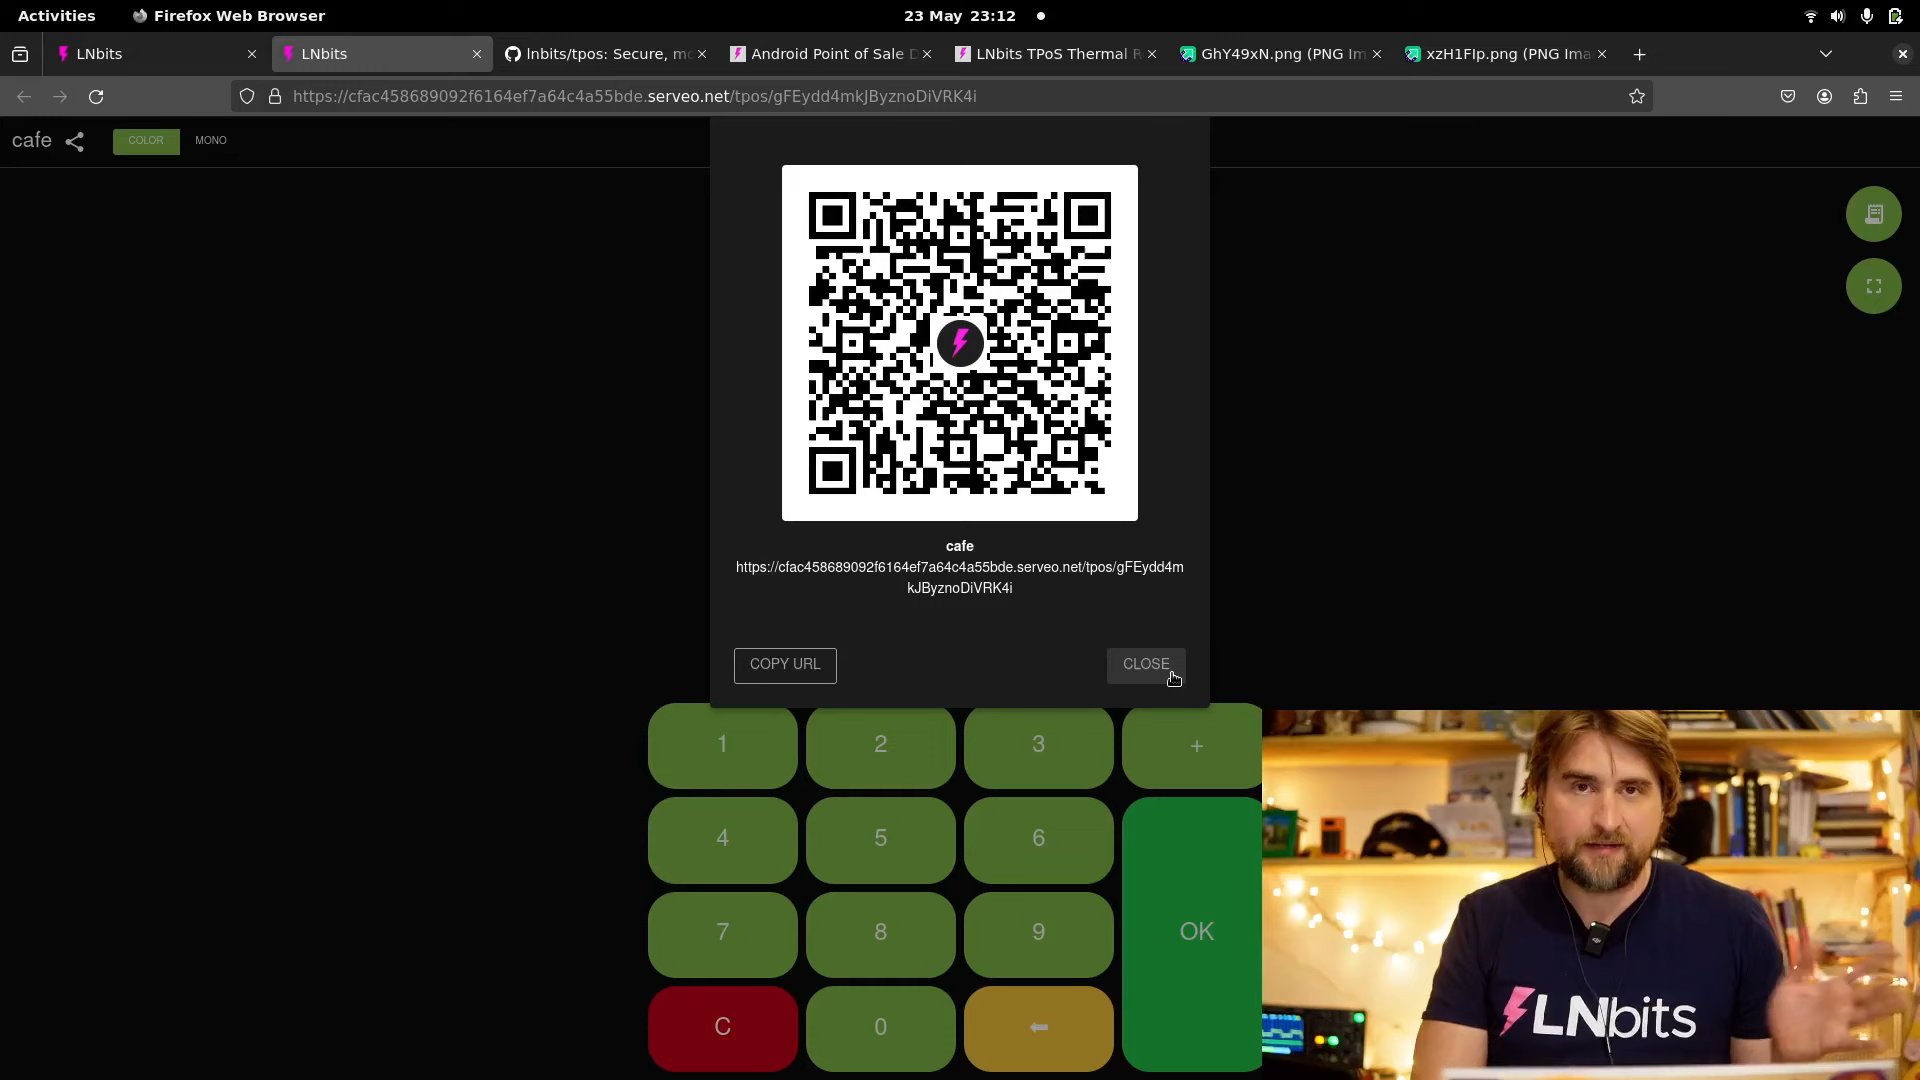 Activities
Firefox Web Browser
23 May 23:12
LNbits
LNbits
lnbits/tpos: Secure, mo
Android Point of Sale D
LNbits TPoS Thermal R
GhY49xN.png (PNG Im
xzH1FIp.png (PNG Ima
https://cfac458689092f6164ef7a64c4a55bde.serveo.net/tpos/gFEydd4mkJByznoDiVRK4i
cafe
COLOR
MONO
cafe
https://cfac458689092f6164ef7a64c4a55bde.serveo.net/tpos/gFEydd4m
kJByznoDiVRK4i
COPY URL
CLOSE
1
2
3
+
4
5
6
7
8
9
OK
C
0
LNbits